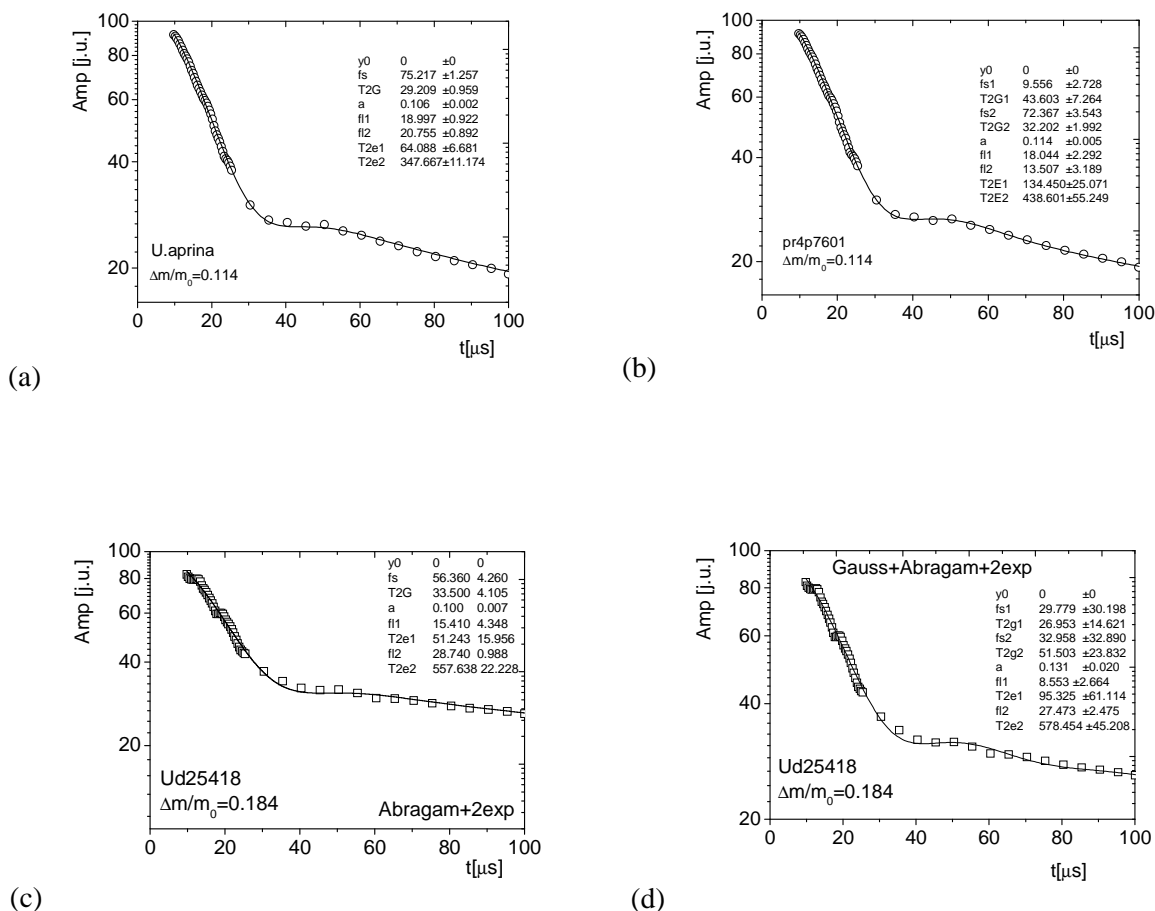 100
80
60
40
20
Amp [j.u.]
y0 0 ±0
fs 75.217 ±1.257
T2G 29.209 ±0.959
a 0.106 ±0.002
fl1 18.997 ±0.922
fl2 20.755 ±0.892
T2e1 64.088 ±6.681
T2e2 347.667±11.174
U.aprina
Δm/m0=0.114
0 20 40 60 80 100
t[μs]
(a)
100
80
60
40
20
Amp [j.u.]
y0 0 ±0
fs1 9.556 ±2.728
T2G1 43.603 ±7.264
fs2 72.367 ±3.543
T2G2 32.202 ±1.992
a 0.114 ±0.005
fl1 18.044 ±2.292
fl2 13.507 ±3.189
T2E1 134.450±25.071
T2E2 438.601±55.249
pr4p7601
Δm/m0=0.114
0 20 40 60 80 100
t[μs]
(b)
100
80
60
40
20
Amp [j.u.]
y0 0 0
fs 56.360 4.260
T2G 33.500 4.105
a 0.100 0.007
fl1 15.410 4.348
T2e1 51.243 15.956
fl2 28.740 0.988
T2e2 557.638 22.228
Ud25418
Δm/m0=0.184
Abragam+2exp
0 20 40 60 80 100
t[μs]
(c)
100
80
60
40
20
Amp [j.u.]
Gauss+Abragam+2exp
y0 0 ±0
fs1 29.779 ±30.198
T2g1 26.953 ±14.621
fs2 32.958 ±32.890
T2g2 51.503 ±23.832
a 0.131 ±0.020
fl1 8.553 ±2.664
T2e1 95.325 ±61.114
fl2 27.473 ±2.475
T2e2 578.454 ±45.208
Ud25418
Δm/m0=0.184
0 20 40 60 80 100
t[μs]
(d)